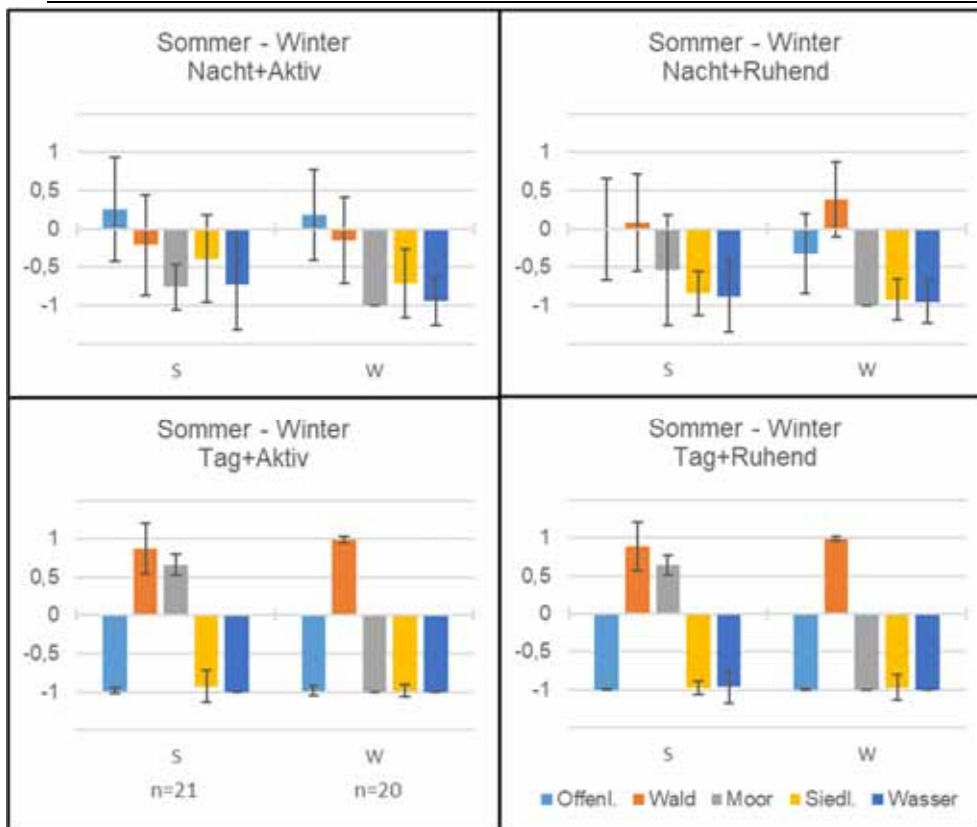 Sommer - Winter
Nacht+Aktiv
1
0,5
0
-0,5
-1
S W
Sommer - Winter
Nacht+Ruhend
1
0,5
0
-0,5
-1
S W
Sommer - Winter
Tag+Aktiv
1
0,5
0
-0,5
-1
S W
n=21 n=20
Sommer - Winter
Tag+Ruhend
1
0,5
0
-0,5
-1
S W
Offenl. Wald Moor Siedl. Wasser